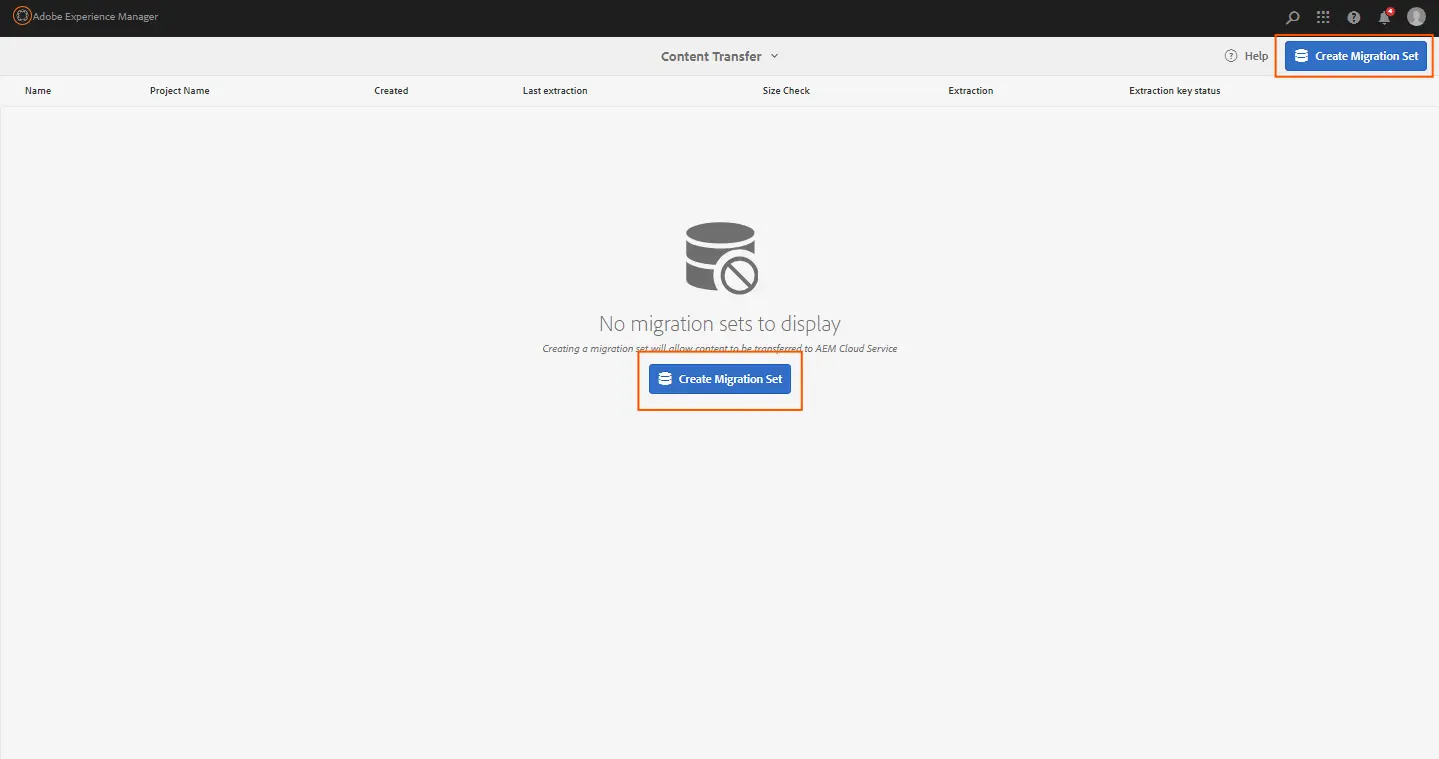 Adobe Experience Manager
4
Content Transfer
Help
Create Migration Set
Name Project Name Created Last extraction Size Check Extraction Extraction key status
No migration sets to display
Creating a migration set will allow content to be transferred to AEM Cloud Service
Create Migration Set